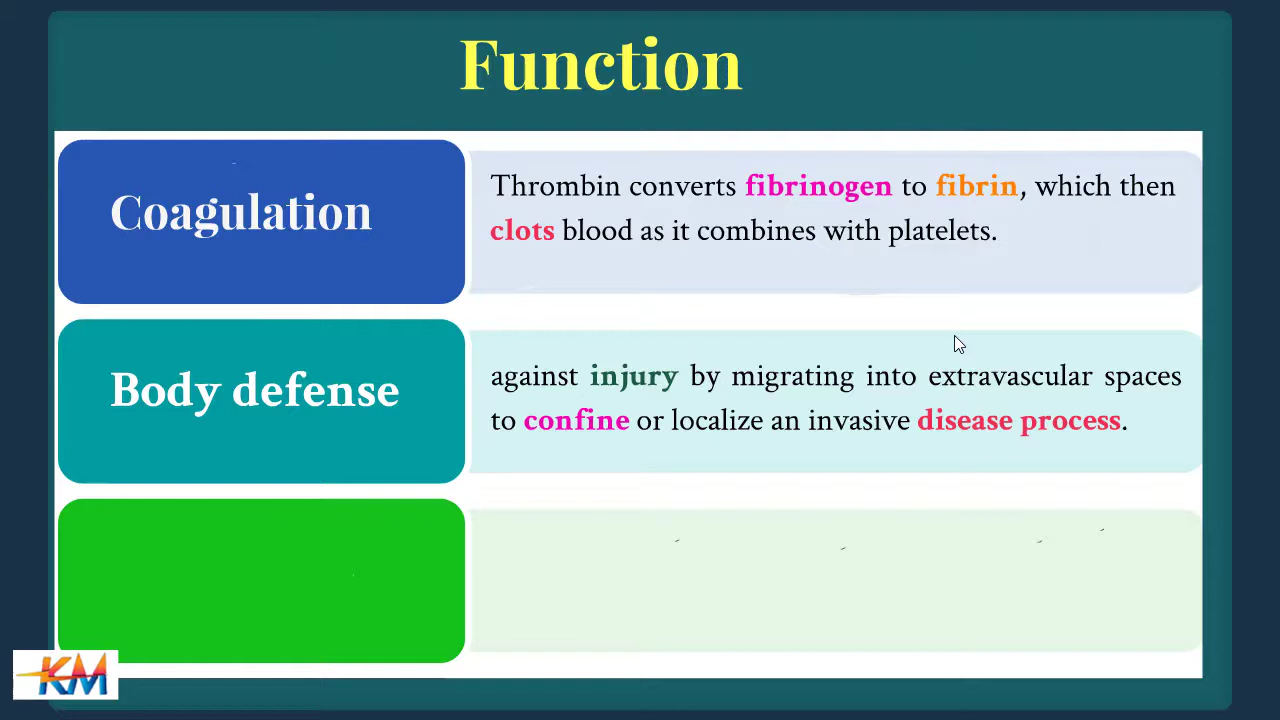 Function
Coagulation
Thrombin converts fibrinogen to fibrin, which then
clots blood as it combines with platelets.
Body defense
against injury by migrating into extravascular spaces
to confine or localize an invasive disease process.
KM